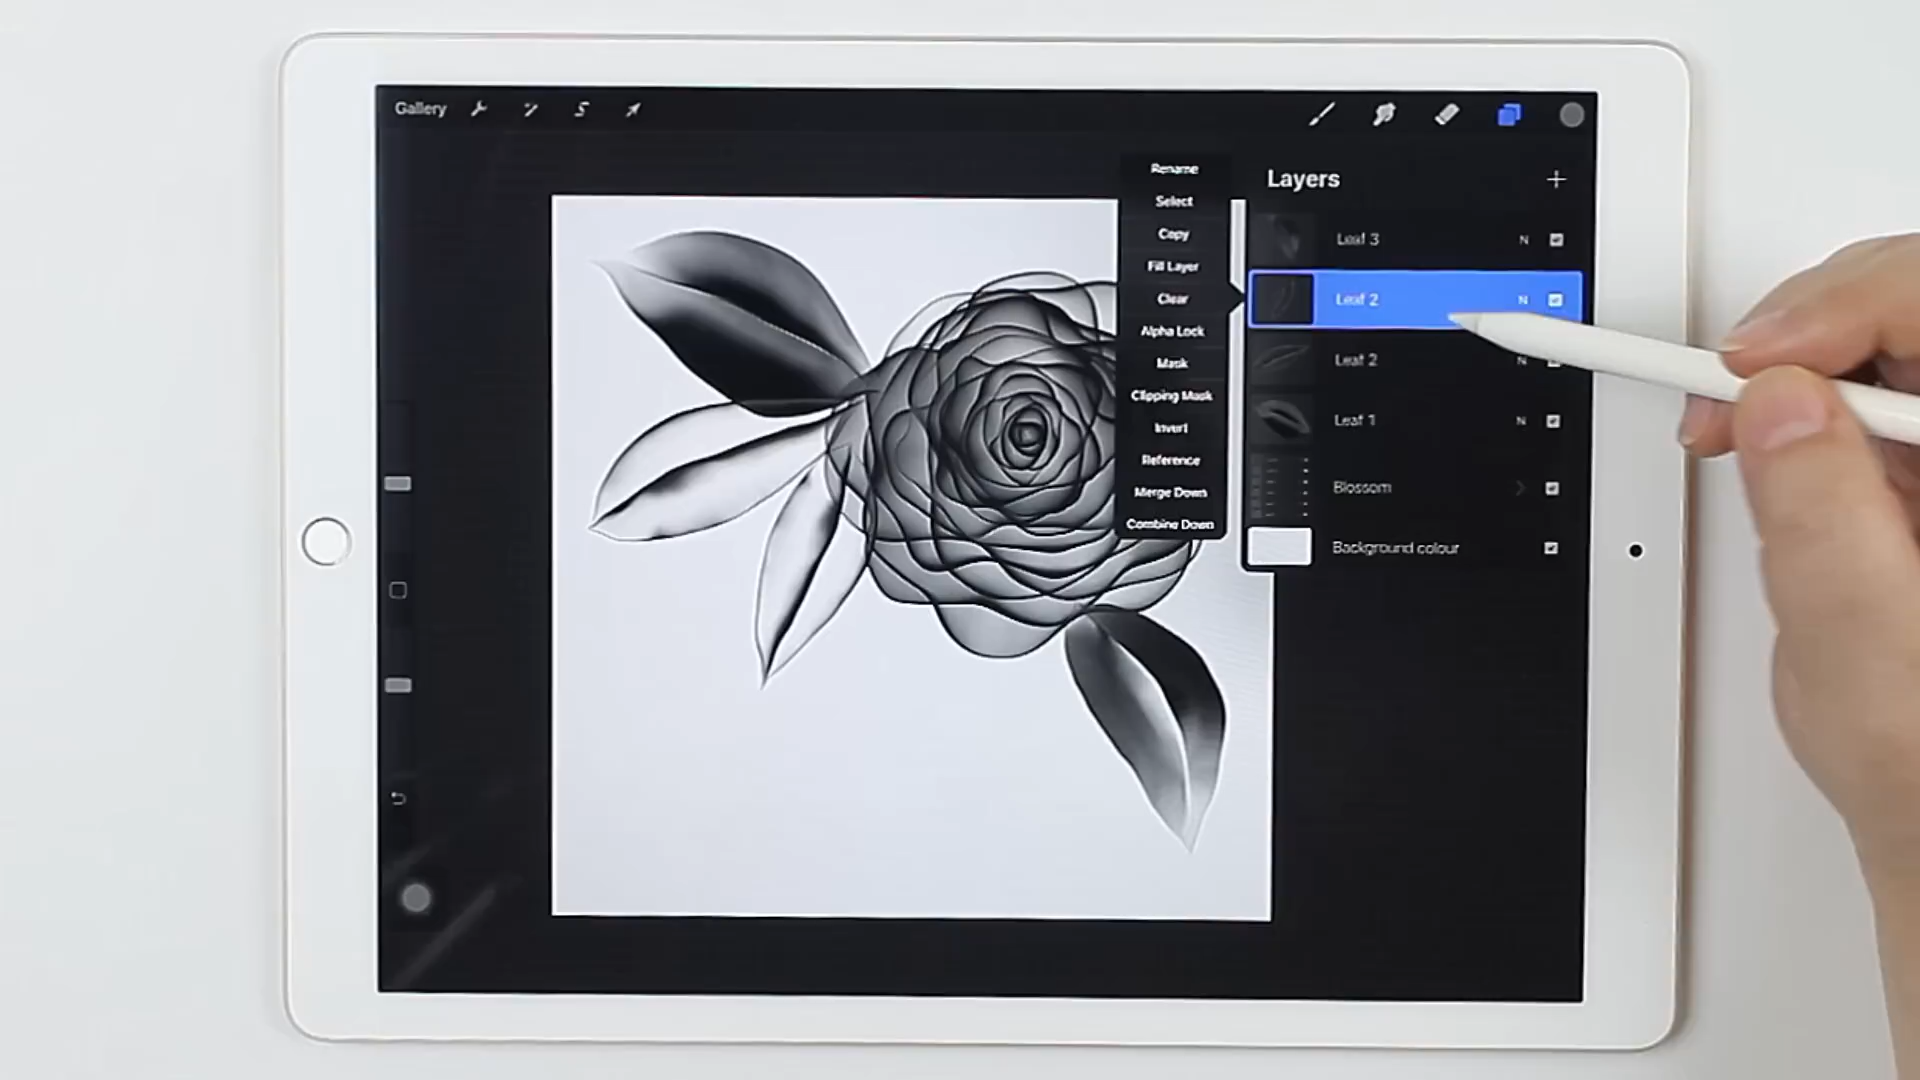 Gallery
Layers
Rename
Select
Copy
Fill Layer
Clear
Alpha Lock
Mask
Clipping Mask
Invert
Reference
Merge Down
Combine Down
Leaf 3 N
Leaf 2 N
Leaf 2 N
Leaf 1 N
Blossom
Background colour